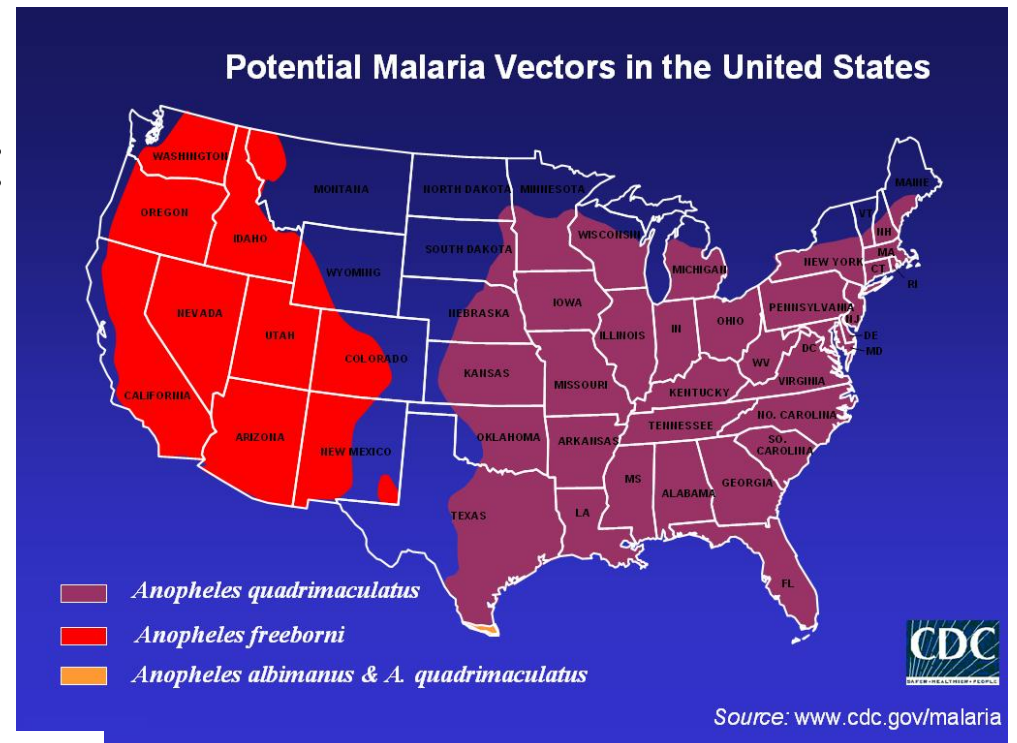 Potential Malaria Vectors in the United States
WASHINGTON
MONTANA
NORTH DAKOTA
MINNESOTA
MAINE
VT
OREGON
IDAHO
SOUTH DAKOTA
WISCONSIN
NH
MICHIGAN
NEW YORK
MA
CT
RI
WYOMING
NEVADA
UTAH
COLORADO
NEBRASKA
IOWA
ILLINOIS
IN
OHIO
PENNSYLVANIA
NJ
DE
MD
DC
WV
CALIFORNIA
KANSAS
MISSOURI
KENTUCKY
VIRGINIA
ARIZONA
NEW MEXICO
OKLAHOMA
ARKANSAS
TENNESSEE
NO. CAROLINA
SO.
CAROLINA
TEXAS
LA
MS
ALABAMA
GEORGIA
FL
Anopheles quadrimaculatus
Anopheles freeborni
Anopheles albimanus & A. quadrimaculatus
CDC
SAFER•HEALTHIER•PEOPLE
Source: www.cdc.gov/malaria